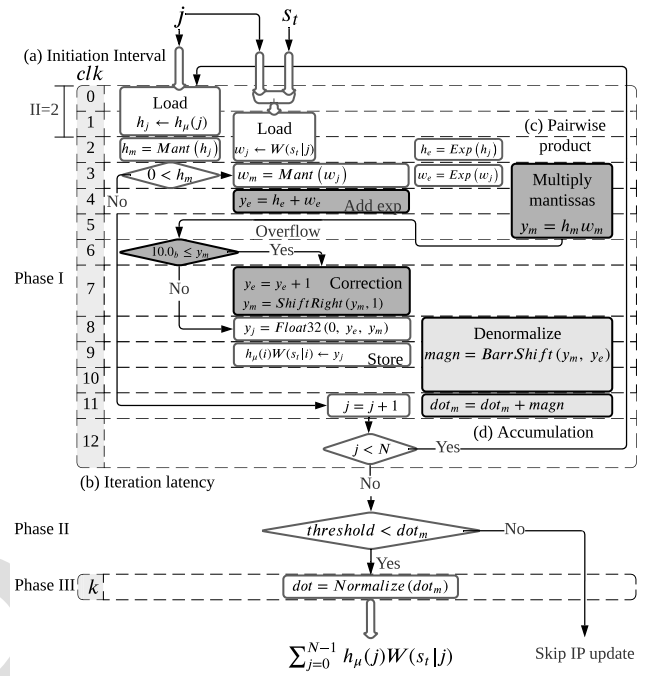 j
s_t
(a) Initiation Interval
clk
II=2
0
Load
h_j ← h_μ(j)
1
Load
w_j ← W(s_t|j)
(c) Pairwise
product
2
h_m = Mant(h_j)
h_e = Exp(h_j)
3
0 < h_m
w_m = Mant(w_j)
w_e = Exp(w_j)
Multiply
mantissas
y_m = h_m w_m
No
4
y_e = h_e + w_e
Add exp
5
Overflow
6
10.0_b ≤ y_m
Yes
Phase I
No
7
y_e = y_e + 1
Correction
y_m = ShiftRight(y_m, 1)
8
y_j = Float32(0, y_e, y_m)
Denormalize
magn = BarrShift(y_m, y_e)
9
h_μ(i)W(s_t|i) ← y_j
Store
10
11
j = j + 1
dot_m = dot_m + magn
(d) Accumulation
12
j < N
Yes
(b) Iteration latency
No
Phase II
threshold < dot_m
No
Yes
Phase III
k
dot = Normalize(dot_m)
∑_{j=0}^{N-1} h_μ(j)W(s_t|j)
Skip IP update